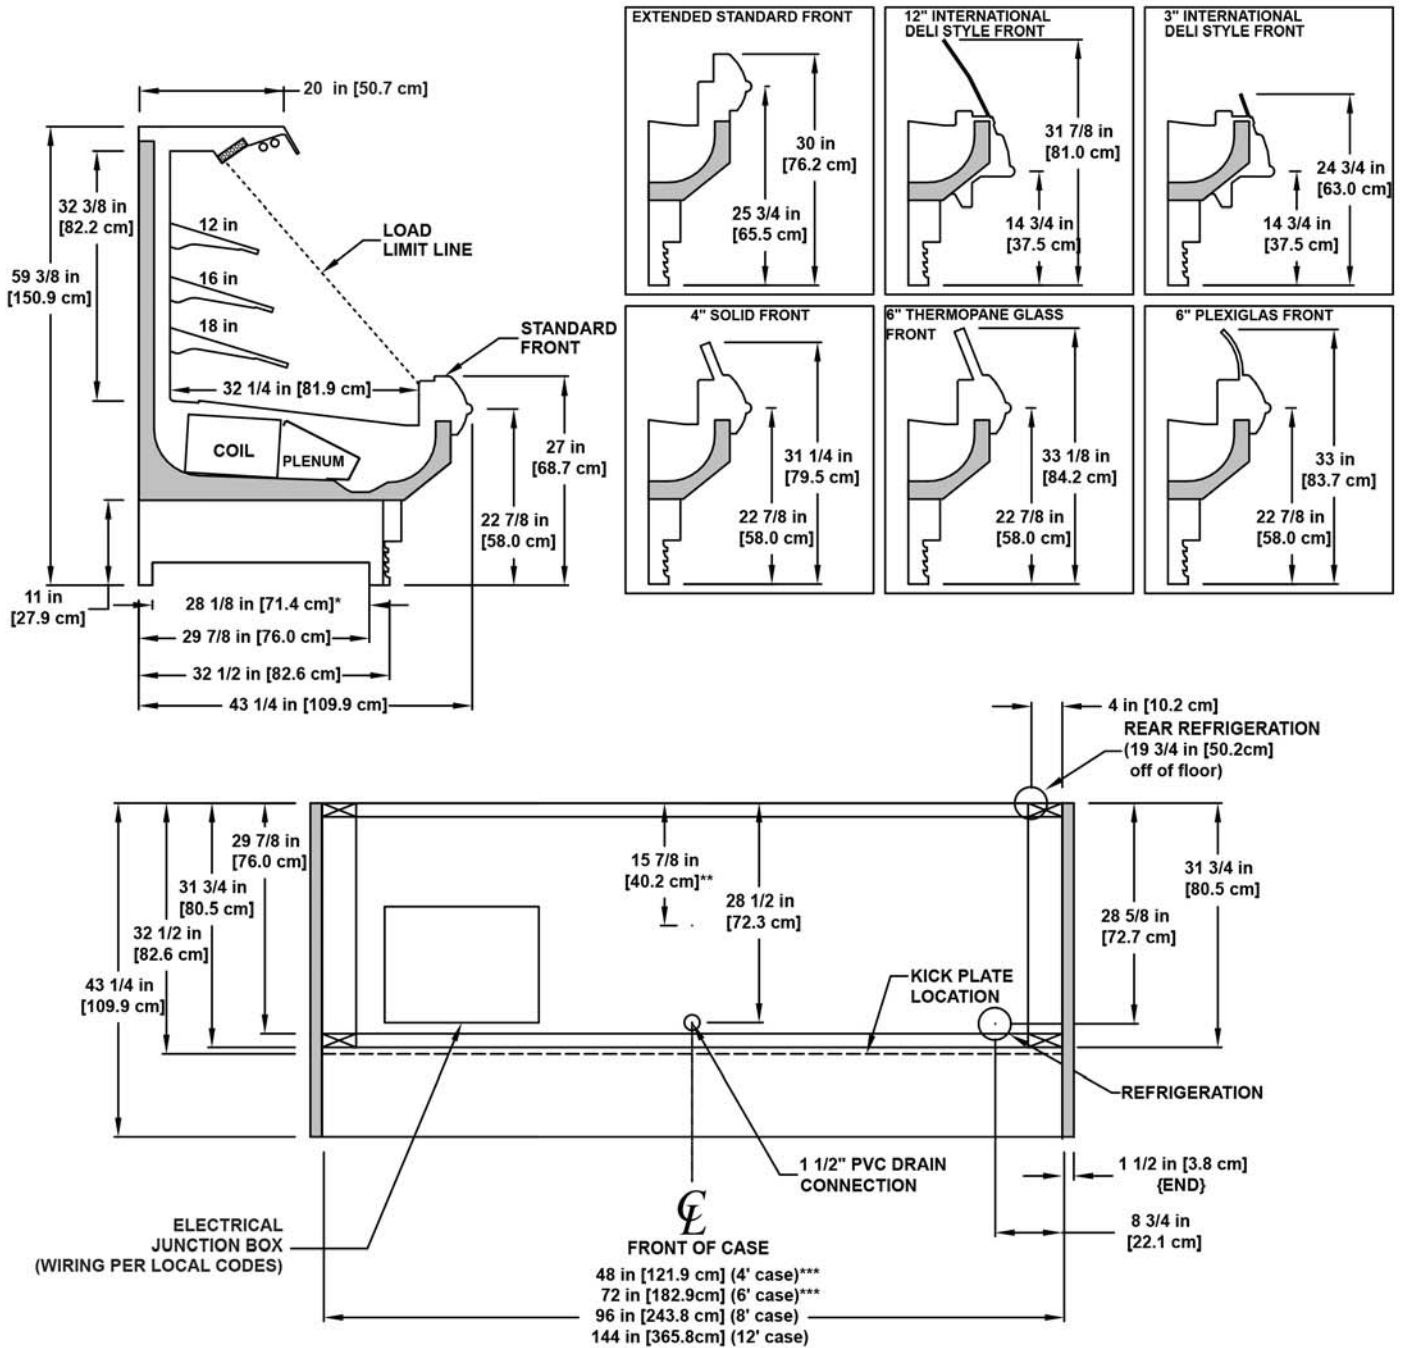 EXTENDED STANDARD FRONT
30 in
[76.2 cm]
25 3/4 in
[65.5 cm]
12" INTERNATIONAL
DELI STYLE FRONT
31 7/8 in
[81.0 cm]
14 3/4 in
[37.5 cm]
3" INTERNATIONAL
DELI STYLE FRONT
24 3/4 in
[63.0 cm]
14 3/4 in
[37.5 cm]
20 in [50.7 cm]
32 3/8 in
[82.2 cm]
59 3/8 in
[150.9 cm]
12 in
16 in
18 in
LOAD
LIMIT LINE
STANDARD
FRONT
32 1/4 in [81.9 cm]
COIL
PLENUM
27 in
[68.7 cm]
22 7/8 in
[58.0 cm]
11 in
[27.9 cm]
28 1/8 in [71.4 cm]*
29 7/8 in [76.0 cm]
32 1/2 in [82.6 cm]
43 1/4 in [109.9 cm]
4" SOLID FRONT
31 1/4 in
[79.5 cm]
22 7/8 in
[58.0 cm]
6" THERMOPANE GLASS
FRONT
33 1/8 in
[84.2 cm]
22 7/8 in
[58.0 cm]
6" PLEXIGLAS FRONT
33 in
[83.7 cm]
22 7/8 in
[58.0 cm]
4 in [10.2 cm]
REAR REFRIGERATION
(19 3/4 in [50.2cm]
off of floor)
29 7/8 in
[76.0 cm]
31 3/4 in
[80.5 cm]
32 1/2 in
[82.6 cm]
43 1/4 in
[109.9 cm]
15 7/8 in
[40.2 cm]**
28 1/2 in
[72.3 cm]
31 3/4 in
[80.5 cm]
28 5/8 in
[72.7 cm]
KICK PLATE
LOCATION
REFRIGERATION
1 1/2" PVC DRAIN
CONNECTION
1 1/2 in [3.8 cm]
{END}
8 3/4 in
[22.1 cm]
ELECTRICAL
JUNCTION BOX
(WIRING PER LOCAL CODES)
CL
FRONT OF CASE
48 in [121.9 cm] (4' case)***
72 in [182.9cm] (6' case)***
96 in [243.8 cm] (8' case)
144 in [365.8cm] (12' case)